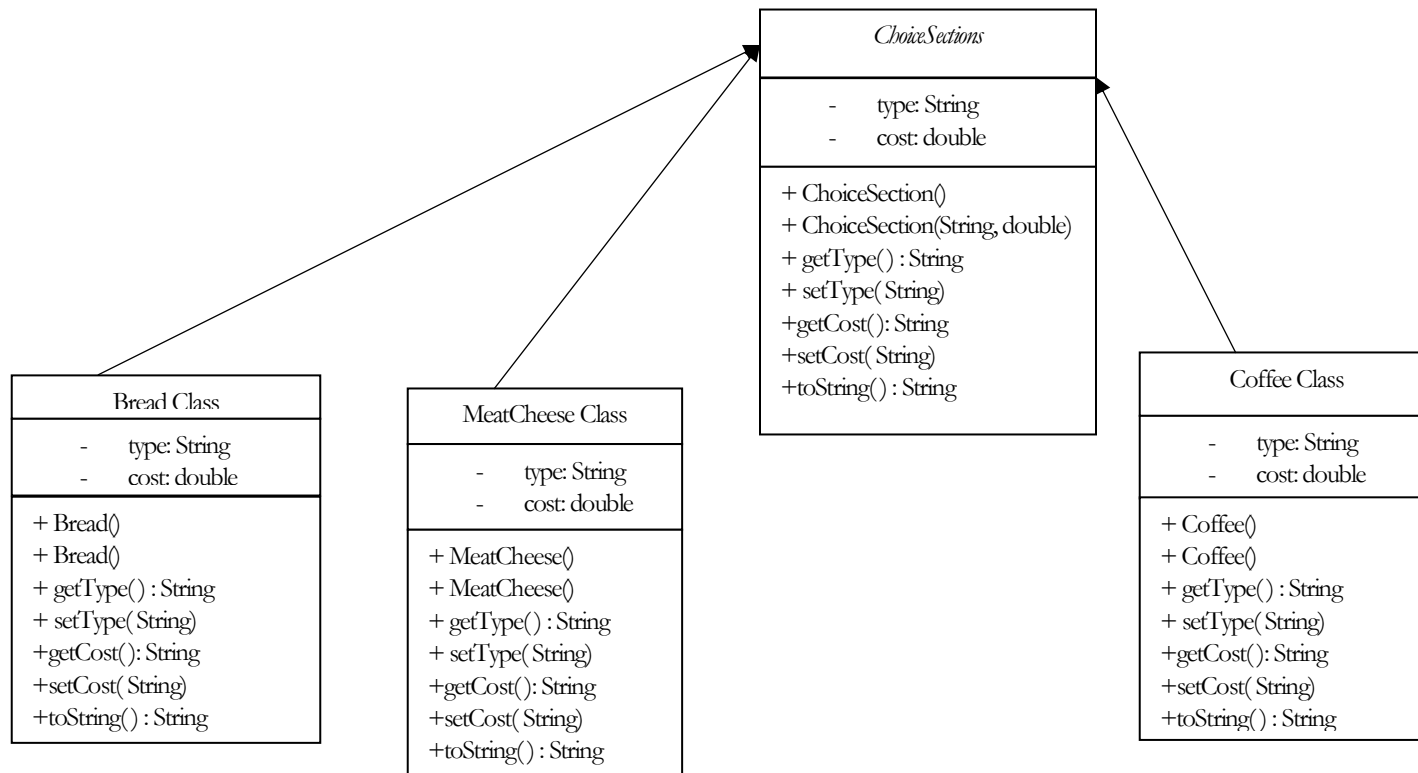 ChoiceSections
- type: String
- cost: double
+ ChoiceSection()
+ ChoiceSection(String, double)
+ getType() : String
+ setType( String)
+getCost(): String
+setCost( String)
+toString() : String
Bread Class
- type: String
- cost: double
+ Bread()
+ Bread()
+ getType() : String
+ setType( String)
+getCost(): String
+setCost( String)
+toString() : String
MeatCheese Class
- type: String
- cost: double
+ MeatCheese()
+ MeatCheese()
+ getType() : String
+ setType( String)
+getCost(): String
+setCost( String)
+toString() : String
Coffee Class
- type: String
- cost: double
+ Coffee()
+ Coffee()
+ getType() : String
+ setType( String)
+getCost(): String
+setCost( String)
+toString() : String